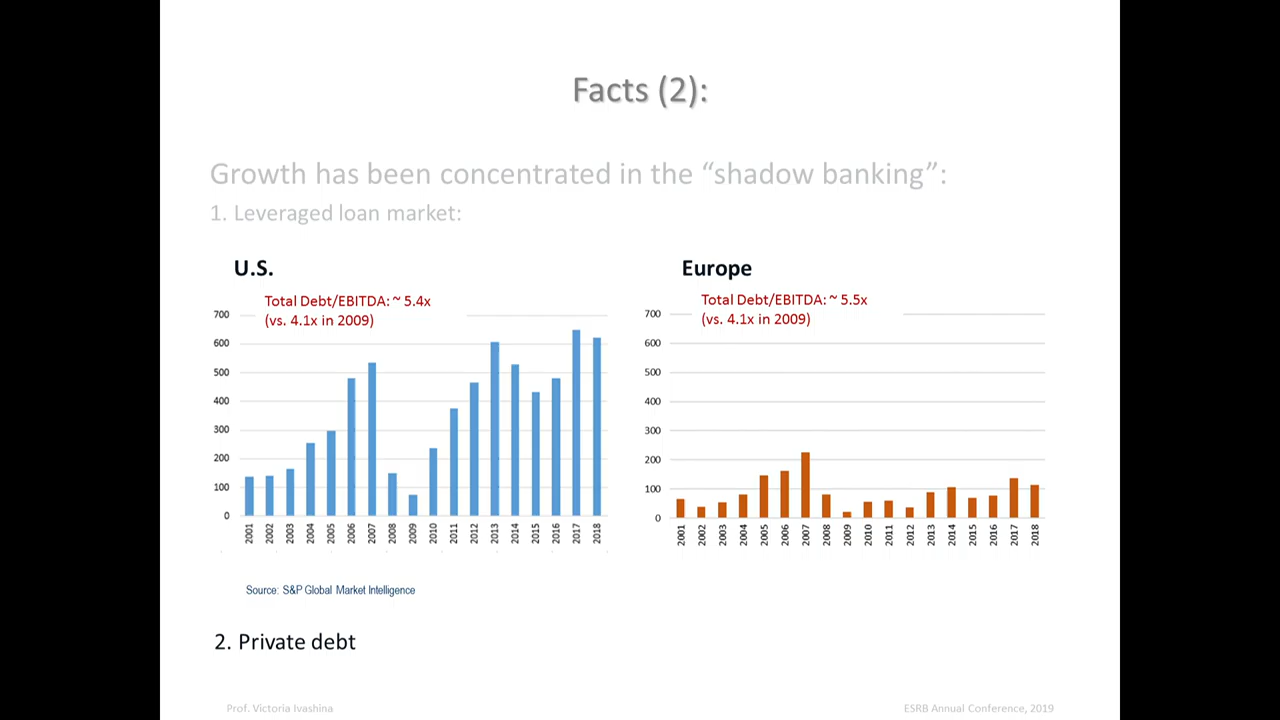 Facts (2):
Growth has been concentrated in the “shadow banking”:
1. Leveraged loan market:
U.S.
Total Debt/EBITDA: ~ 5.4x
(vs. 4.1x in 2009)
700
600
500
400
300
200
100
0
2001 2002 2003 2004 2005 2006 2007 2008 2009 2010 2011 2012 2013 2014 2015 2016 2017 2018
Source: S&P Global Market Intelligence
Europe
Total Debt/EBITDA: ~ 5.5x
(vs. 4.1x in 2009)
700
600
500
400
300
200
100
0
2001 2002 2003 2004 2005 2006 2007 2008 2009 2010 2011 2012 2013 2014 2015 2016 2017 2018
2. Private debt
Prof. Victoria Ivashina
ESRB Annual Conference, 2019